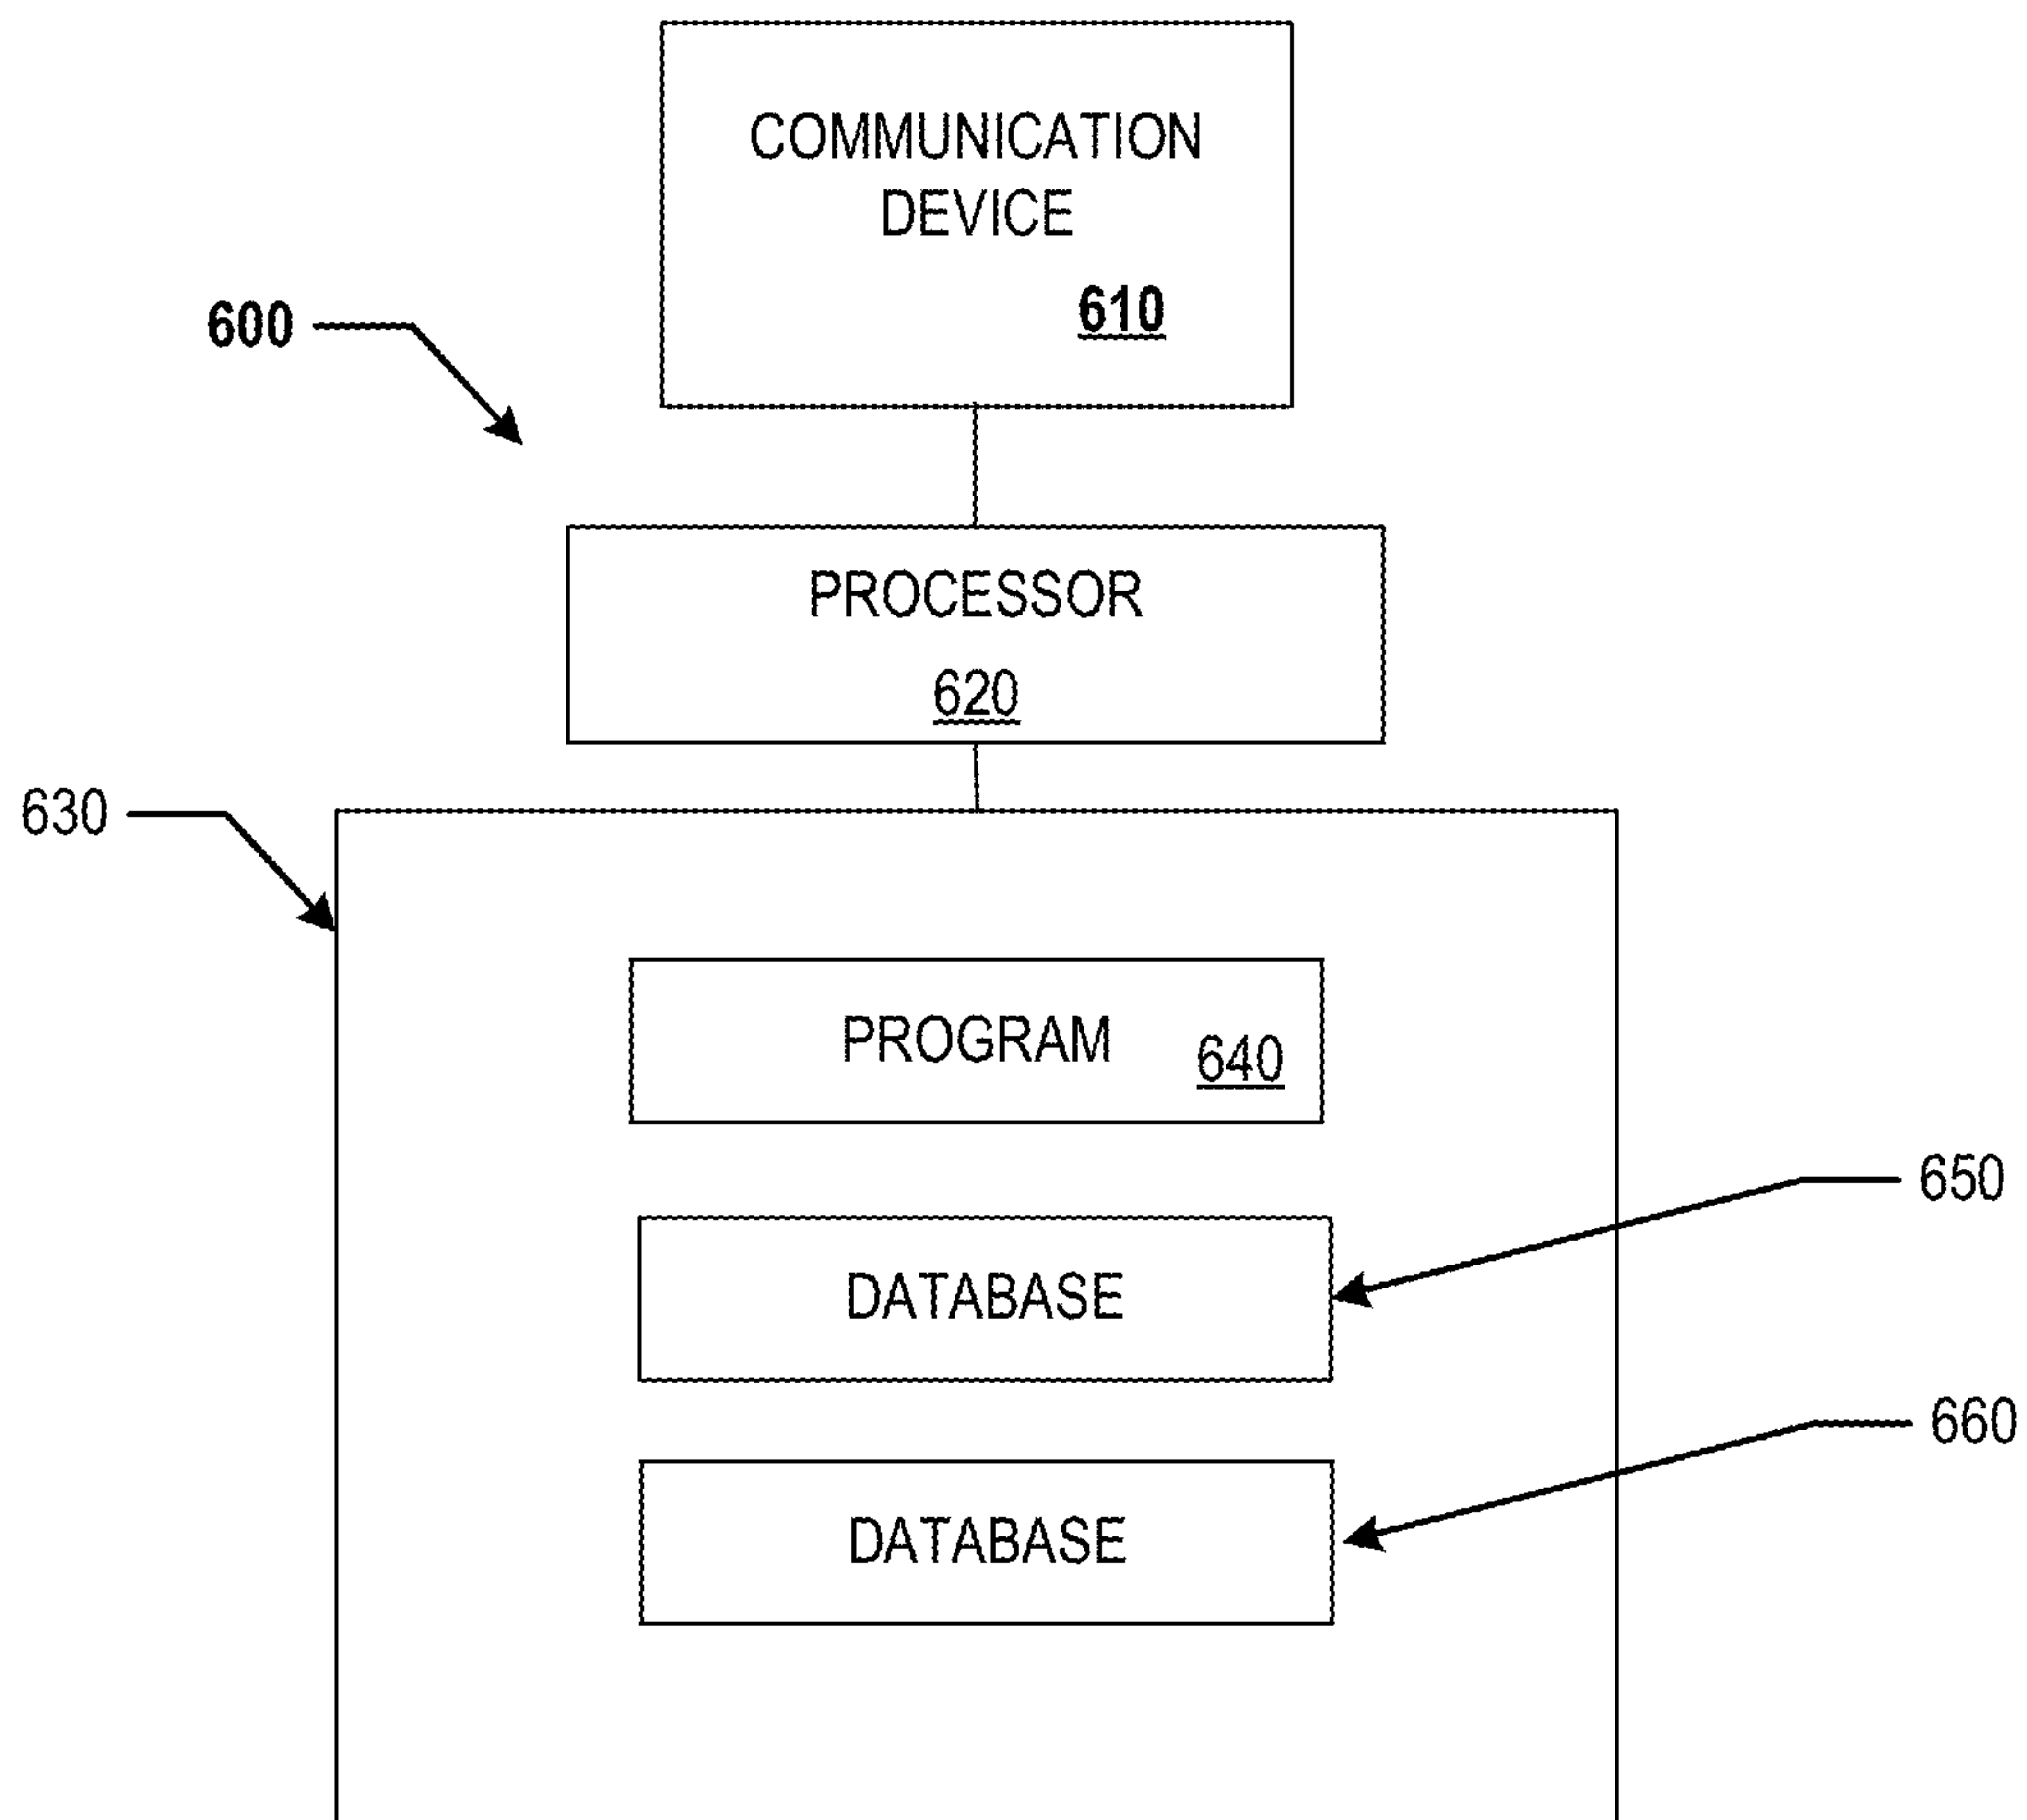 COMMUNICATION
DEVICE
610
600
PROCESSOR
620
630
PROGRAM 640
650
DATABASE
660
DATABASE